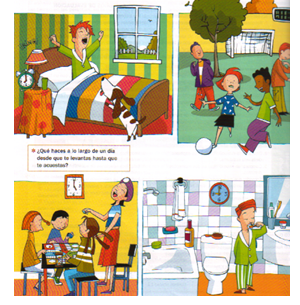 ¿Qué haces a lo largo de un día
desde que te levantas hasta que
te acuestas?